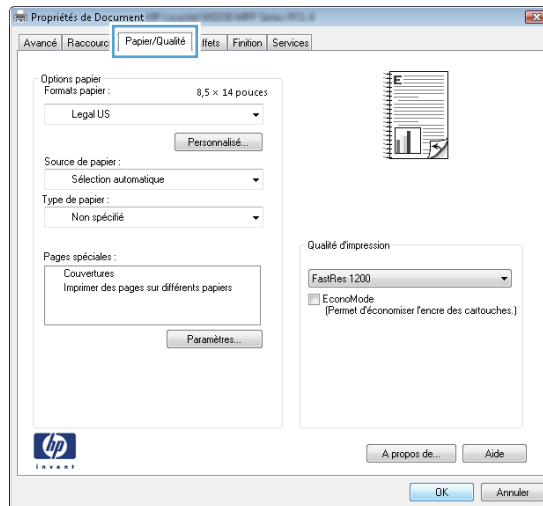 Propriétés de Document
Avancé Raccourc Papier/Qualité ffets Finition Services
Options papier
Formats papier : 8,5 × 14 pouces
Legal US
Personnalisé...
Source de papier :
Sélection automatique
Type de papier :
Non spécifié
Pages spéciales :
Couvertures
Imprimer des pages sur différents papiers
Paramètres...
E
Qualité d'impression
FastRes 1200
EconoMode
(Permet d'économiser l'encre des cartouches.)
hp
invent
A propos de... Aide
OK Annuler